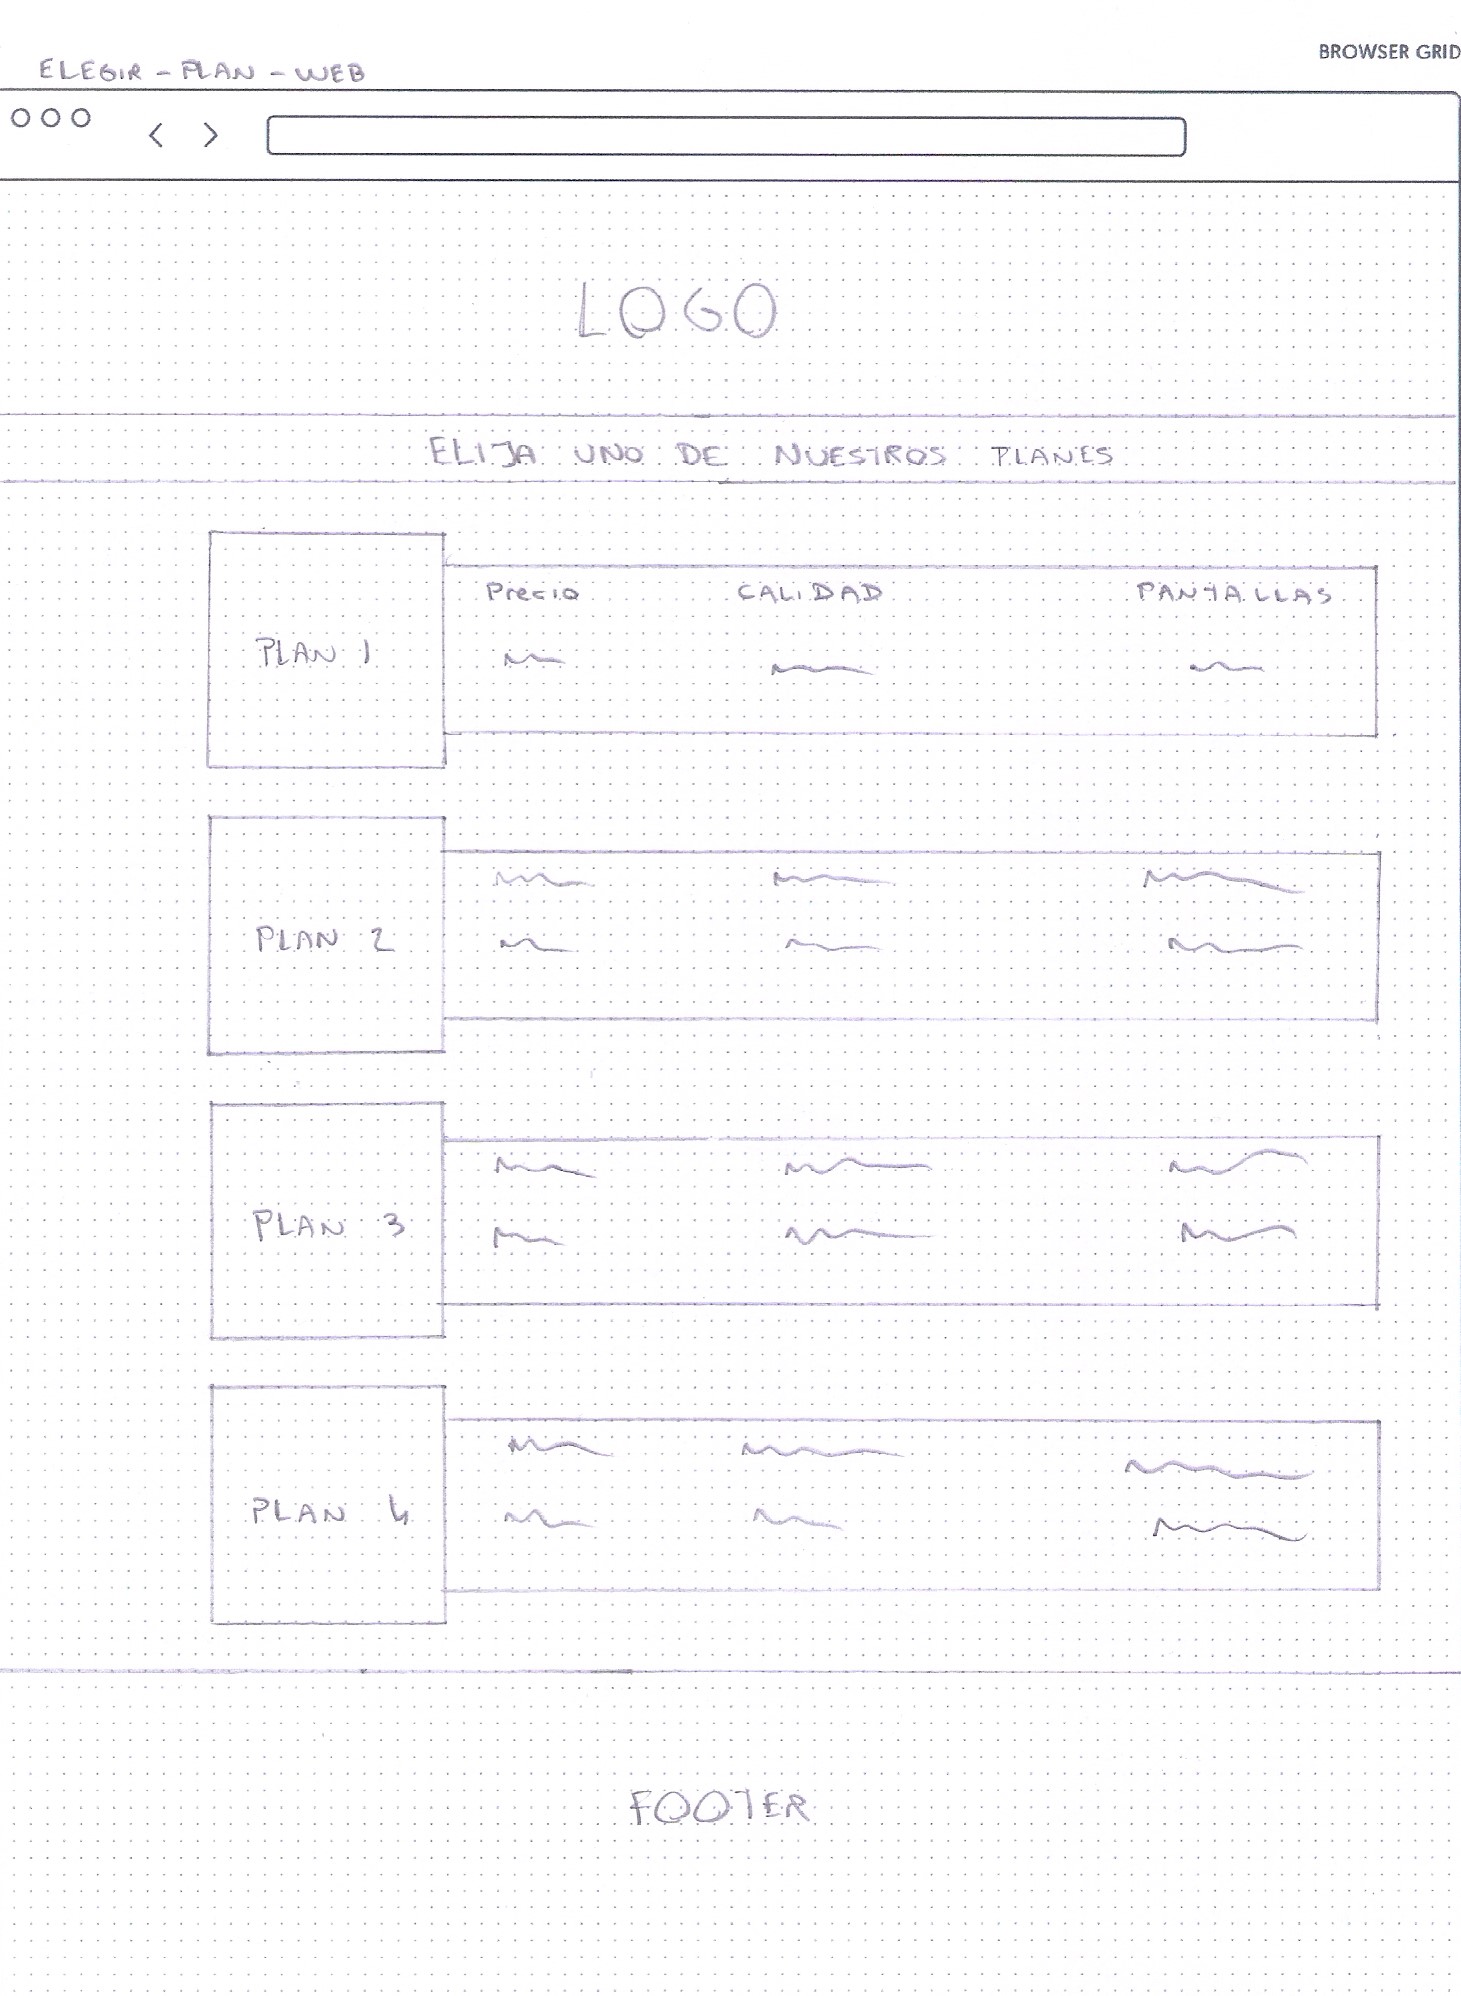 BROWSER GRID
ELEGIR - PLAN - WEB
LOGO
ELIJA UNO DE NUESTROS PLANES
Precio CALIDAD PANTALLAS
PLAN 1
PLAN 2
PLAN 3
PLAN 4
FOOTER